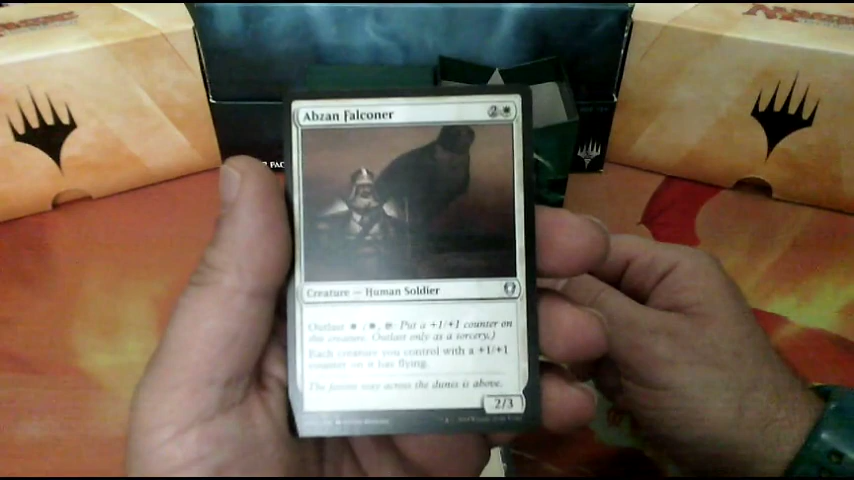 Abzan Falconer 2
Creature — Human Soldier
Outlast : Put a +1/+1 counter on
this creature. Outlast only as a sorcery.)
Each creature you control with a +1/+1
counter on it has flying.
The fastest way across the dunes is above.
2/3